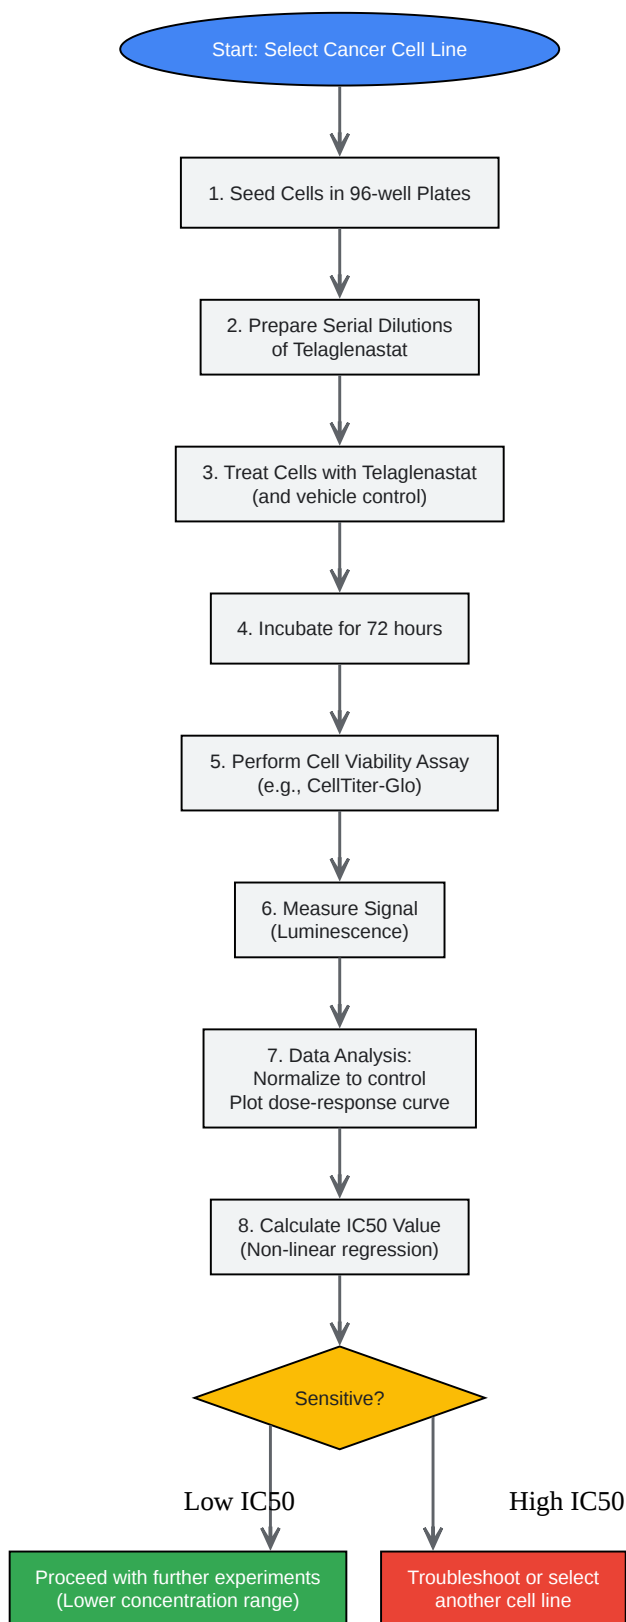 Start: Select Cancer Cell Line
1. Seed Cells in 96-well Plates
2. Prepare Serial Dilutions
of Telaglenastat
3. Treat Cells with Telaglenastat
(and vehicle control)
4. Incubate for 72 hours
5. Perform Cell Viability Assay
(e.g., CellTiter-Glo)
6. Measure Signal
(Luminescence)
7. Data Analysis:
Normalize to control
Plot dose-response curve
8. Calculate IC50 Value
(Non-linear regression)
Sensitive?
Low IC50
High IC50
Proceed with further experiments
(Lower concentration range)
Troubleshoot or select
another cell line